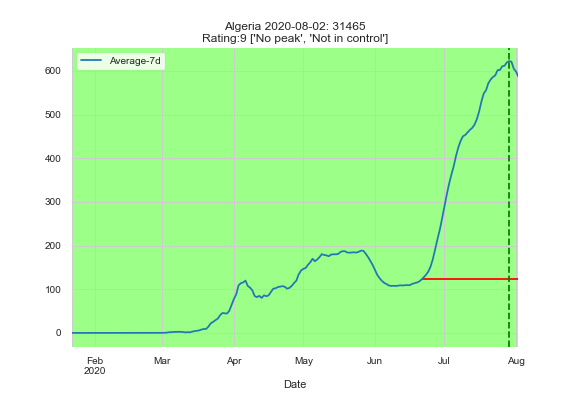 Algeria 2020-08-02: 31465
Rating:9 ['No peak', 'Not in control']
Average-7d
600
500
400
300
200
100
0
Feb Mar Apr May Jun Jul Aug
2020
Date